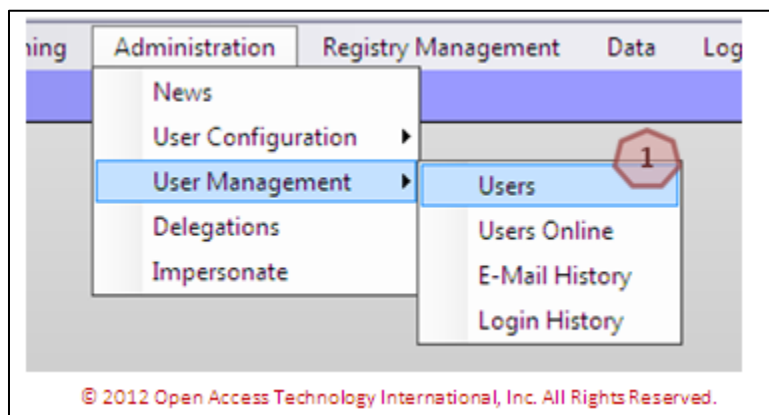 ning Administration Registry Management Data Log
News
User Configuration
1
User Management Users
Delegations Users Online
Impersonate E-Mail History
Login History
© 2012 Open Access Technology International, Inc. All Rights Reserved.